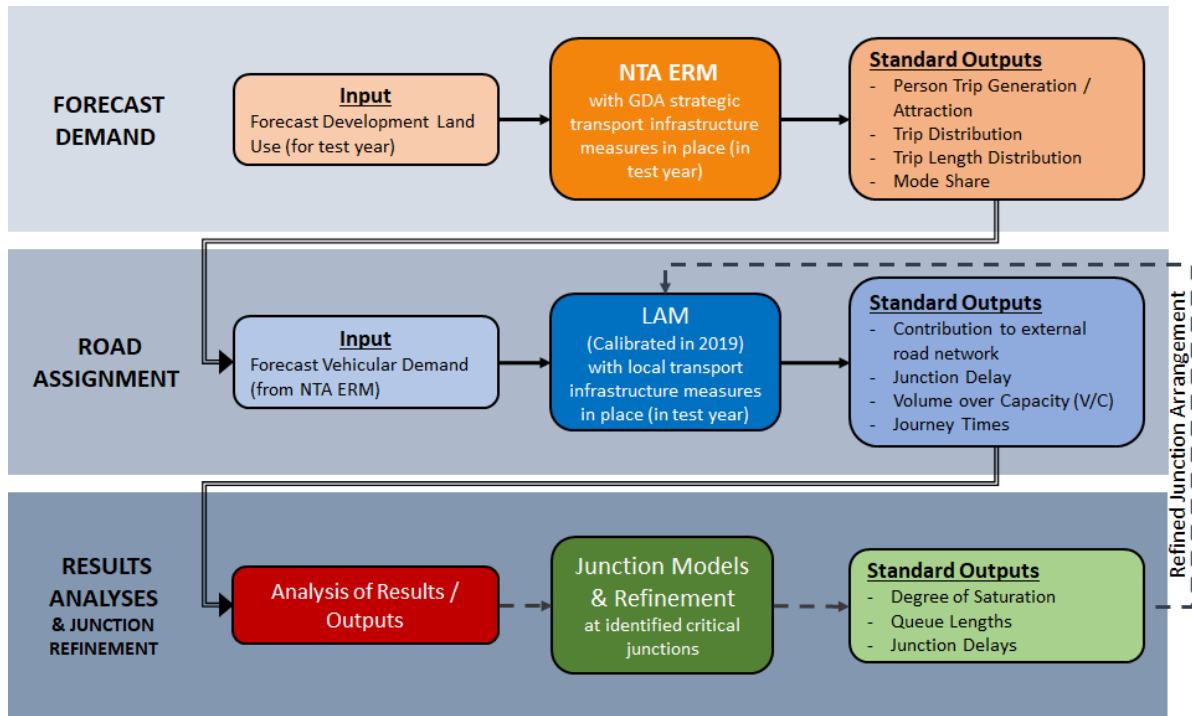 FORECAST
DEMAND
Input
Forecast Development Land
Use (for test year)
NTA ERM
with GDA strategic
transport infrastructure
measures in place (in
test year)
Standard Outputs
- Person Trip Generation /
Attraction
- Trip Distribution
- Trip Length Distribution
- Mode Share
ROAD
ASSIGNMENT
Input
Forecast Vehicular Demand
(from NTA ERM)
LAM
(Calibrated in 2019)
with local transport
infrastructure measures
in place (in test year)
Standard Outputs
- Contribution to external
road network
- Junction Delay
- Volume over Capacity (V/C)
- Journey Times
Refined Junction Arrangement
RESULTS
ANALYSES
& JUNCTION
REFINEMENT
Analysis of Results /
Outputs
Junction Models
& Refinement
at identified critical
junctions
Standard Outputs
- Degree of Saturation
- Queue Lengths
- Junction Delays